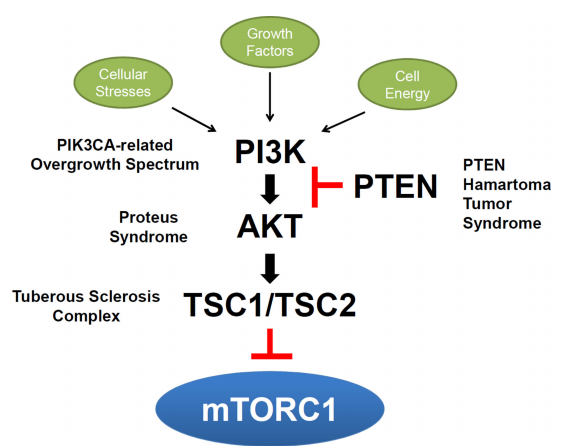 Growth
Factors
Cellular
Stresses
Cell
Energy
PIK3CA-related
Overgrowth Spectrum
PI3K
PTEN
PTEN
Hamartoma
Tumor
Syndrome
Proteus
Syndrome
AKT
Tuberous Sclerosis
Complex
TSC1/TSC2
mTORC1